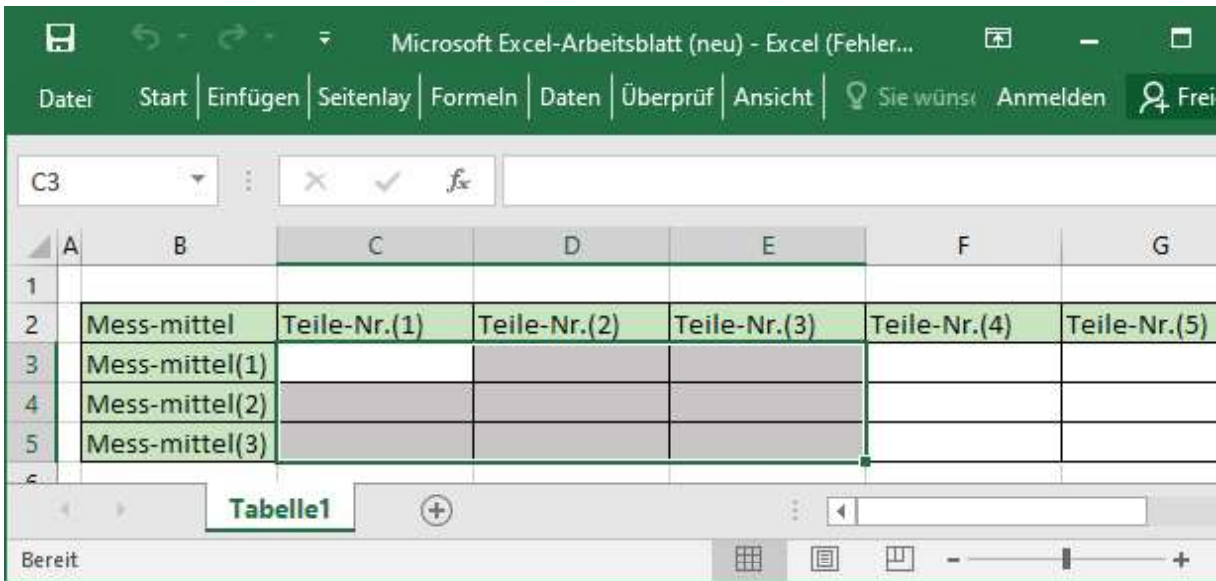 Microsoft Excel-Arbeitsblatt (neu) - Excel (Fehler...
Datei Start Einfügen Seitenlay Formeln Daten Überprüf Ansicht Sie wünsc Anmelden Frei
C3 fx
A B C D E F G
1
2 Mess-mittel Teile-Nr.(1) Teile-Nr.(2) Teile-Nr.(3) Teile-Nr.(4) Teile-Nr.(5)
3 Mess-mittel(1)
4 Mess-mittel(2)
5 Mess-mittel(3)
6
Tabelle1
Bereit